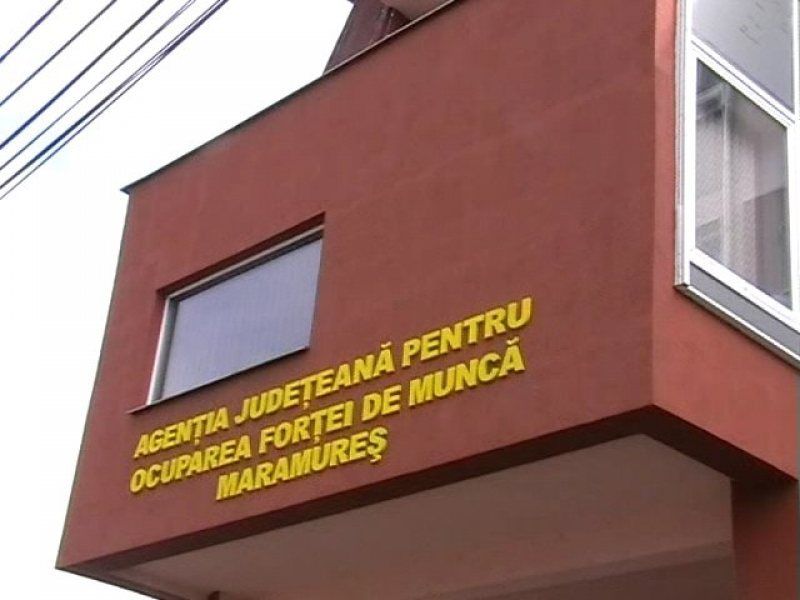 AGENȚIA JUDEȚEANĂ PENTRU
OCUPAREA FORȚEI DE MUNCĂ
MARAMUREȘ